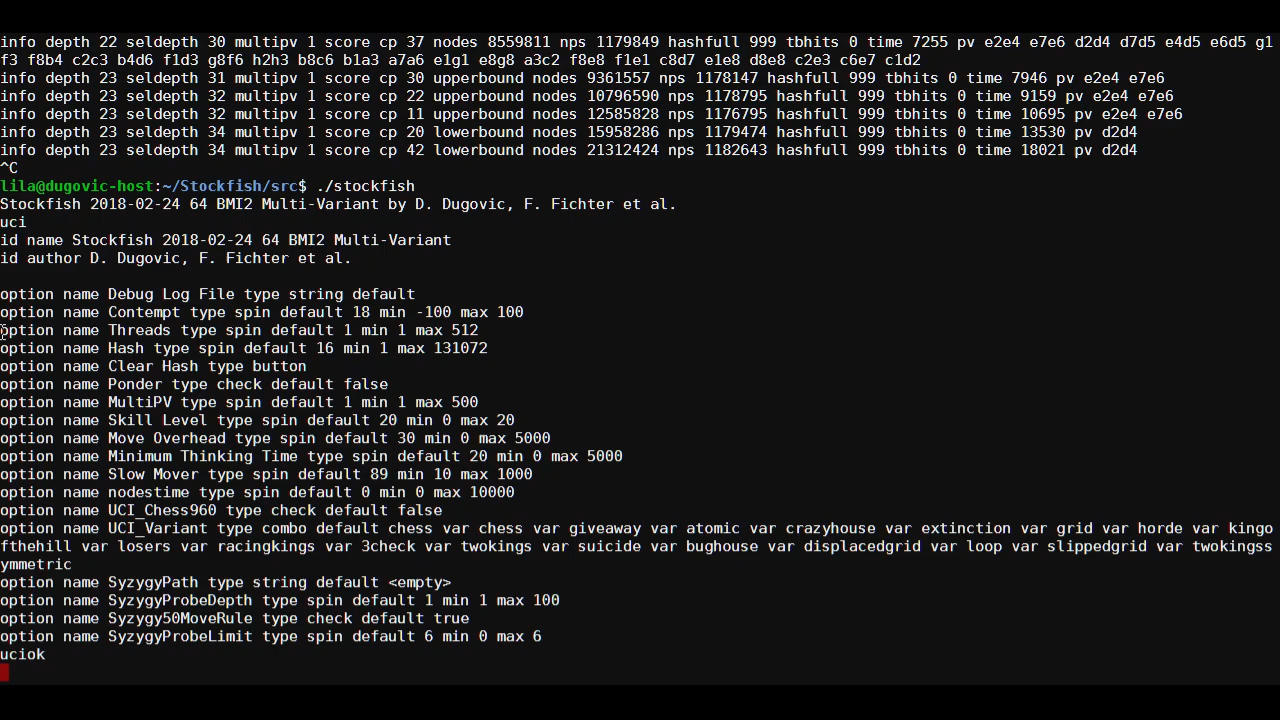 info depth 22 seldepth 30 multipv 1 score cp 37 nodes 8559811 nps 1179849 hashfull 999 tbhits 0 time 7255 pv e2e4 e7e6 d2d4 d7d5 e4d5 e6d5 g1
f3 f8b4 c2c3 b4d6 f1d3 g8f6 h2h3 b8c6 b1a3 a7a6 e1g1 e8g8 a3c2 f8e8 f1e1 c8d7 e1e8 d8e8 c2e3 c6e7 c1d2
info depth 23 seldepth 31 multipv 1 score cp 30 upperbound nodes 9361557 nps 1178147 hashfull 999 tbhits 0 time 7946 pv e2e4 e7e6
info depth 23 seldepth 32 multipv 1 score cp 22 upperbound nodes 10796590 nps 1178795 hashfull 999 tbhits 0 time 9159 pv e2e4 e7e6
info depth 23 seldepth 32 multipv 1 score cp 11 upperbound nodes 12585828 nps 1176795 hashfull 999 tbhits 0 time 10695 pv e2e4 e7e6
info depth 23 seldepth 34 multipv 1 score cp 20 lowerbound nodes 15958286 nps 1179474 hashfull 999 tbhits 0 time 13530 pv d2d4
info depth 23 seldepth 34 multipv 1 score cp 42 lowerbound nodes 21312424 nps 1182643 hashfull 999 tbhits 0 time 18021 pv d2d4
^C
lila@dugovic-host:~/Stockfish/src$ ./stockfish
Stockfish 2018-02-24 64 BMI2 Multi-Variant by D. Dugovic, F. Fichter et al.
uci
id name Stockfish 2018-02-24 64 BMI2 Multi-Variant
id author D. Dugovic, F. Fichter et al.
option name Debug Log File type string default
option name Contempt type spin default 18 min -100 max 100
option name Threads type spin default 1 min 1 max 512
option name Hash type spin default 16 min 1 max 131072
option name Clear Hash type button
option name Ponder type check default false
option name MultiPV type spin default 1 min 1 max 500
option name Skill Level type spin default 20 min 0 max 20
option name Move Overhead type spin default 30 min 0 max 5000
option name Minimum Thinking Time type spin default 20 min 0 max 5000
option name Slow Mover type spin default 89 min 10 max 1000
option name nodestime type spin default 0 min 0 max 10000
option name UCI_Chess960 type check default false
option name UCI_Variant type combo default chess var chess var giveaway var atomic var crazyhouse var extinction var grid var horde var kingo
fthehill var losers var racingkings var 3check var twokings var suicide var bughouse var displacedgrid var loop var slippedgrid var twokingss
ymmetric
option name SyzygyPath type string default <empty>
option name SyzygyProbeDepth type spin default 1 min 1 max 100
option name Syzygy50MoveRule type check default true
option name SyzygyProbeLimit type spin default 6 min 0 max 6
uciok